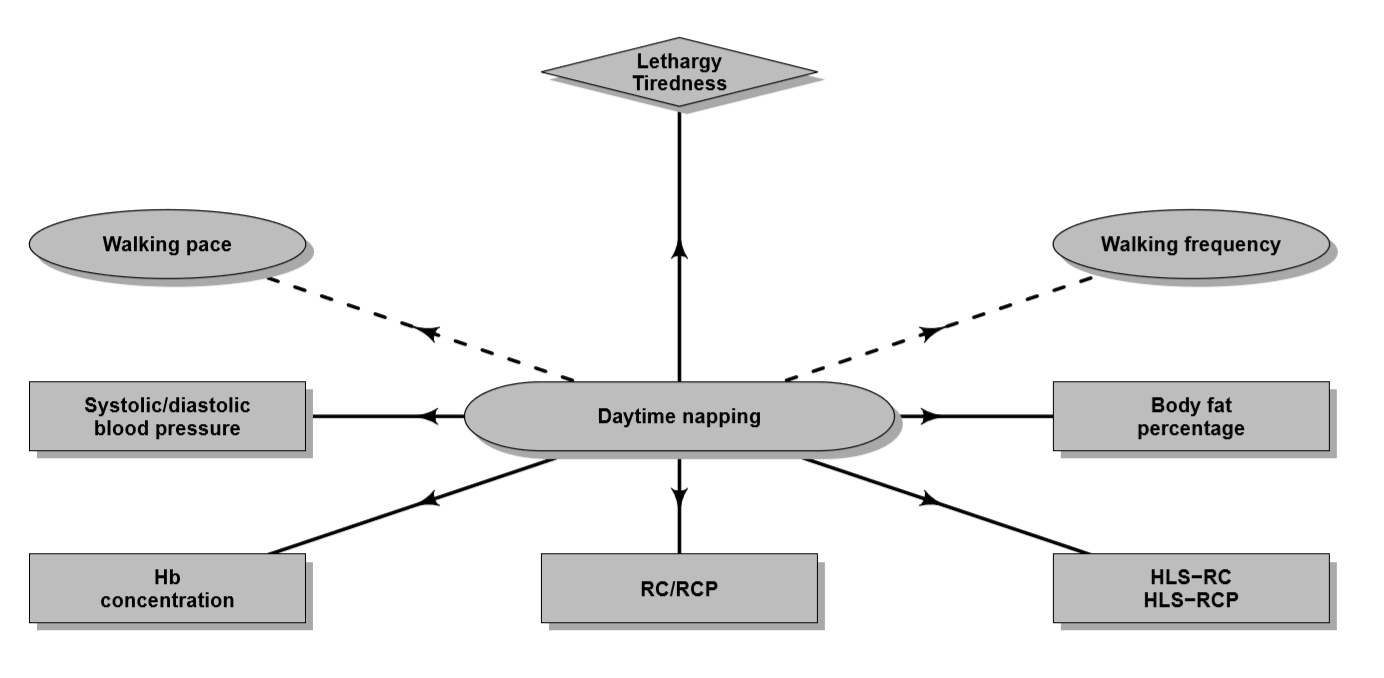 Lethargy
Tiredness
Walking pace
Walking frequency
Systolic/diastolic
blood pressure
Daytime napping
Body fat
percentage
Hb
concentration
RC/RCP
HLS−RC
HLS−RCP